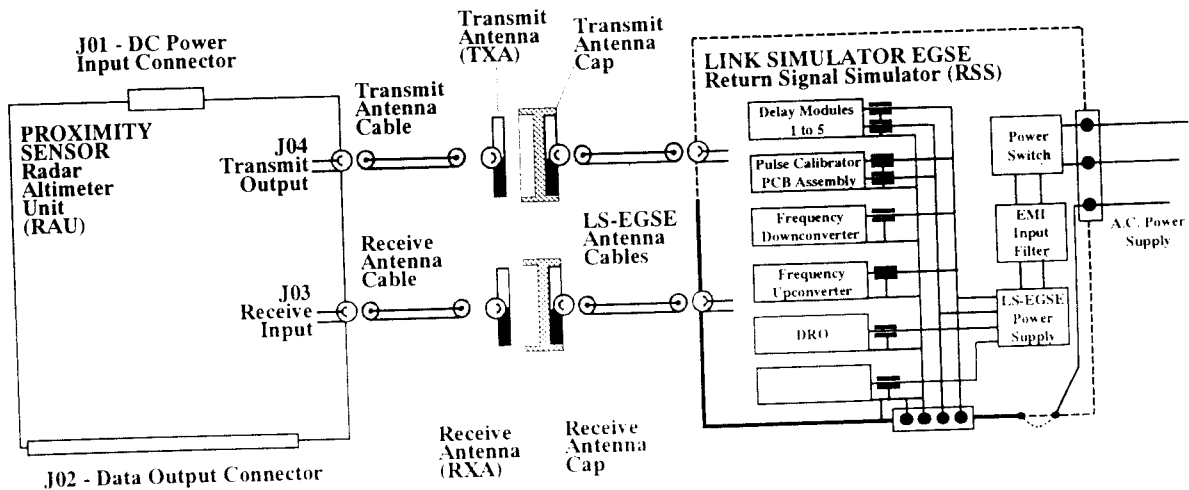 J01 - DC Power
Input Connector
PROXIMITY
SENSOR
Radar
Altimeter
Unit
(RAU)
J04
Transmit
Output
J03
Receive
Input
J02 - Data Output Connector
Transmit
Antenna
Cable
Receive
Antenna
Cable
Transmit
Antenna
(TXA)
Transmit
Antenna
Cap
LS-EGSE
Antenna
Cables
Receive
Antenna
(RXA)
Receive
Antenna
Cap
LINK SIMULATOR EGSE
Return Signal Simulator (RSS)
Delay Modules
1 to 5
Pulse Calibrator
PCB Assembly
Frequency
Downconverter
Frequency
Upconverter
DRO
Power
Switch
EMI
Input
Filter
LS-EGSE
Power
Supply
A.C. Power
Supply